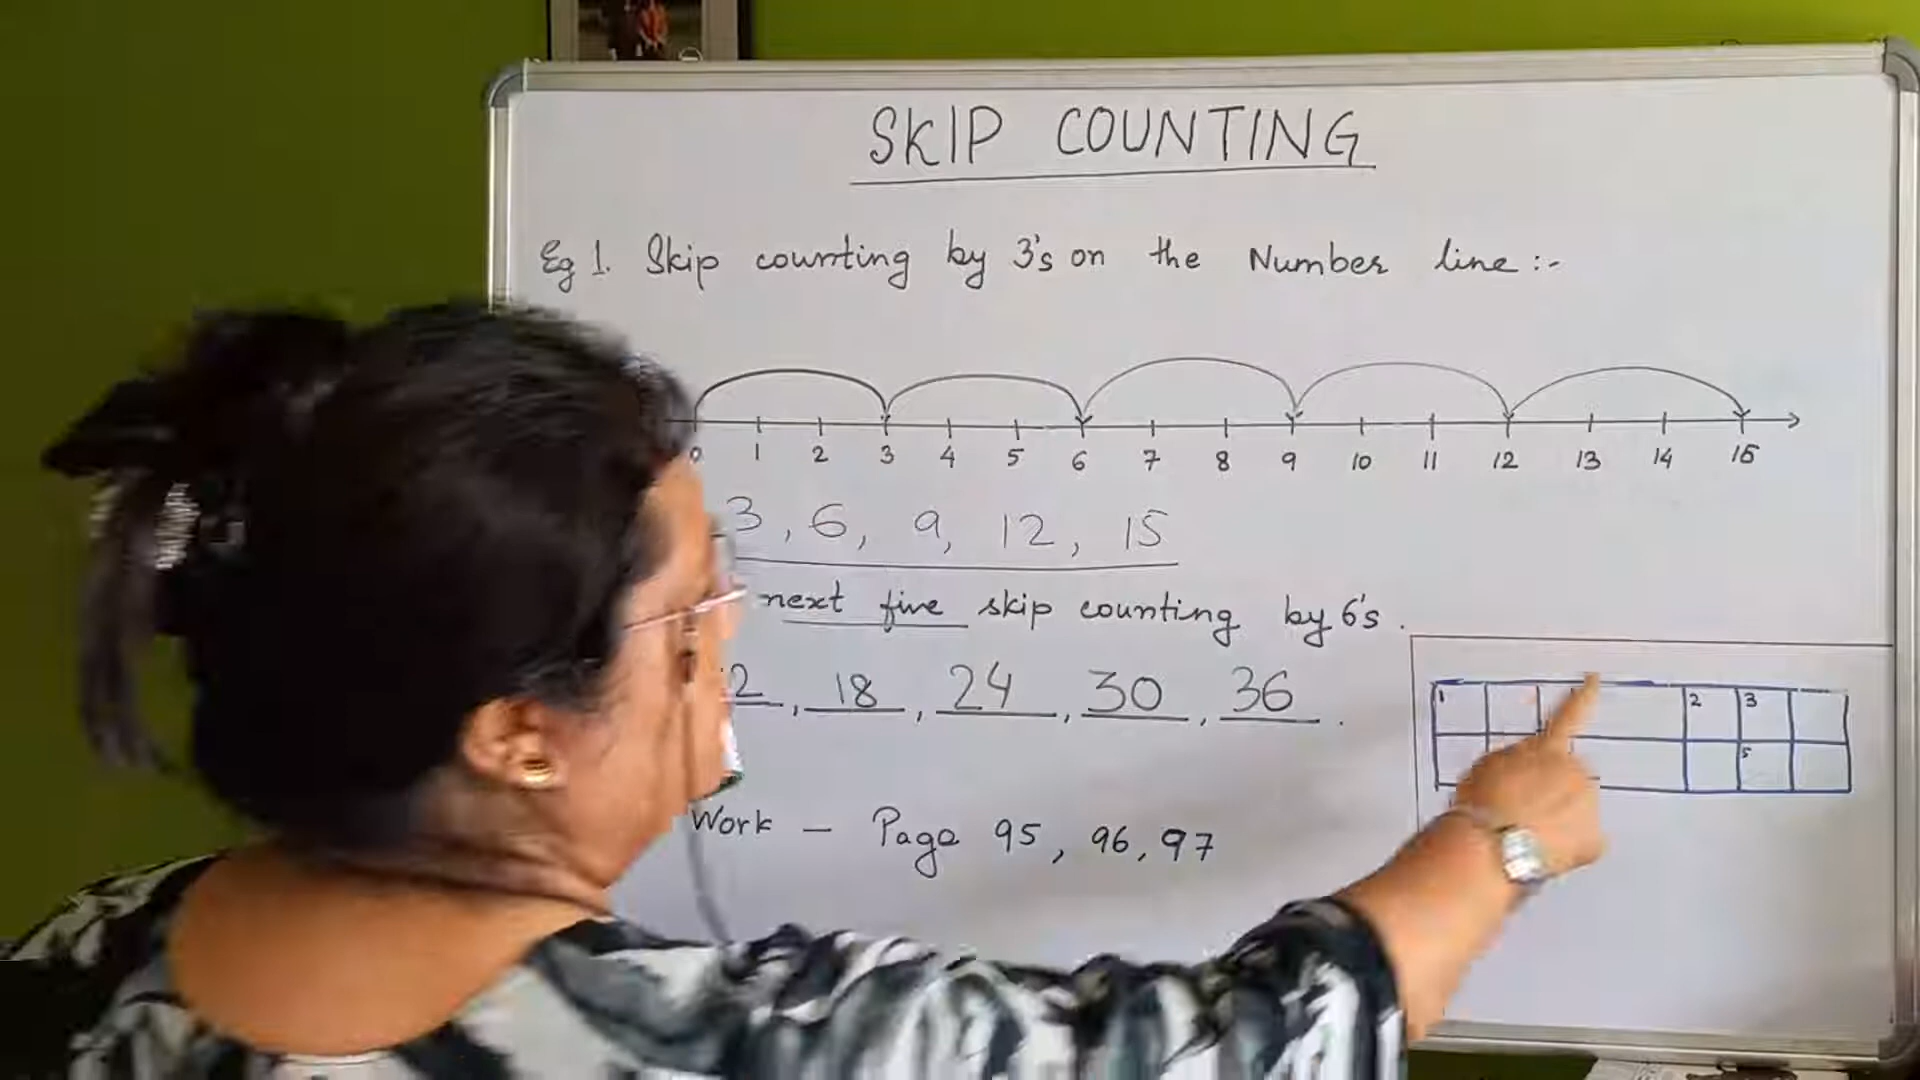 SKIP COUNTING
Eg 1. Skip counting by 3's on the Number line :-
0 1 2 3 4 5 6 7 8 9 10 11 12 13 14 15
3, 6, 9, 12, 15
next five skip counting by 6's.
2, 18, 24, 30, 36.
1 2 3
5
Work - Page 95, 96, 97